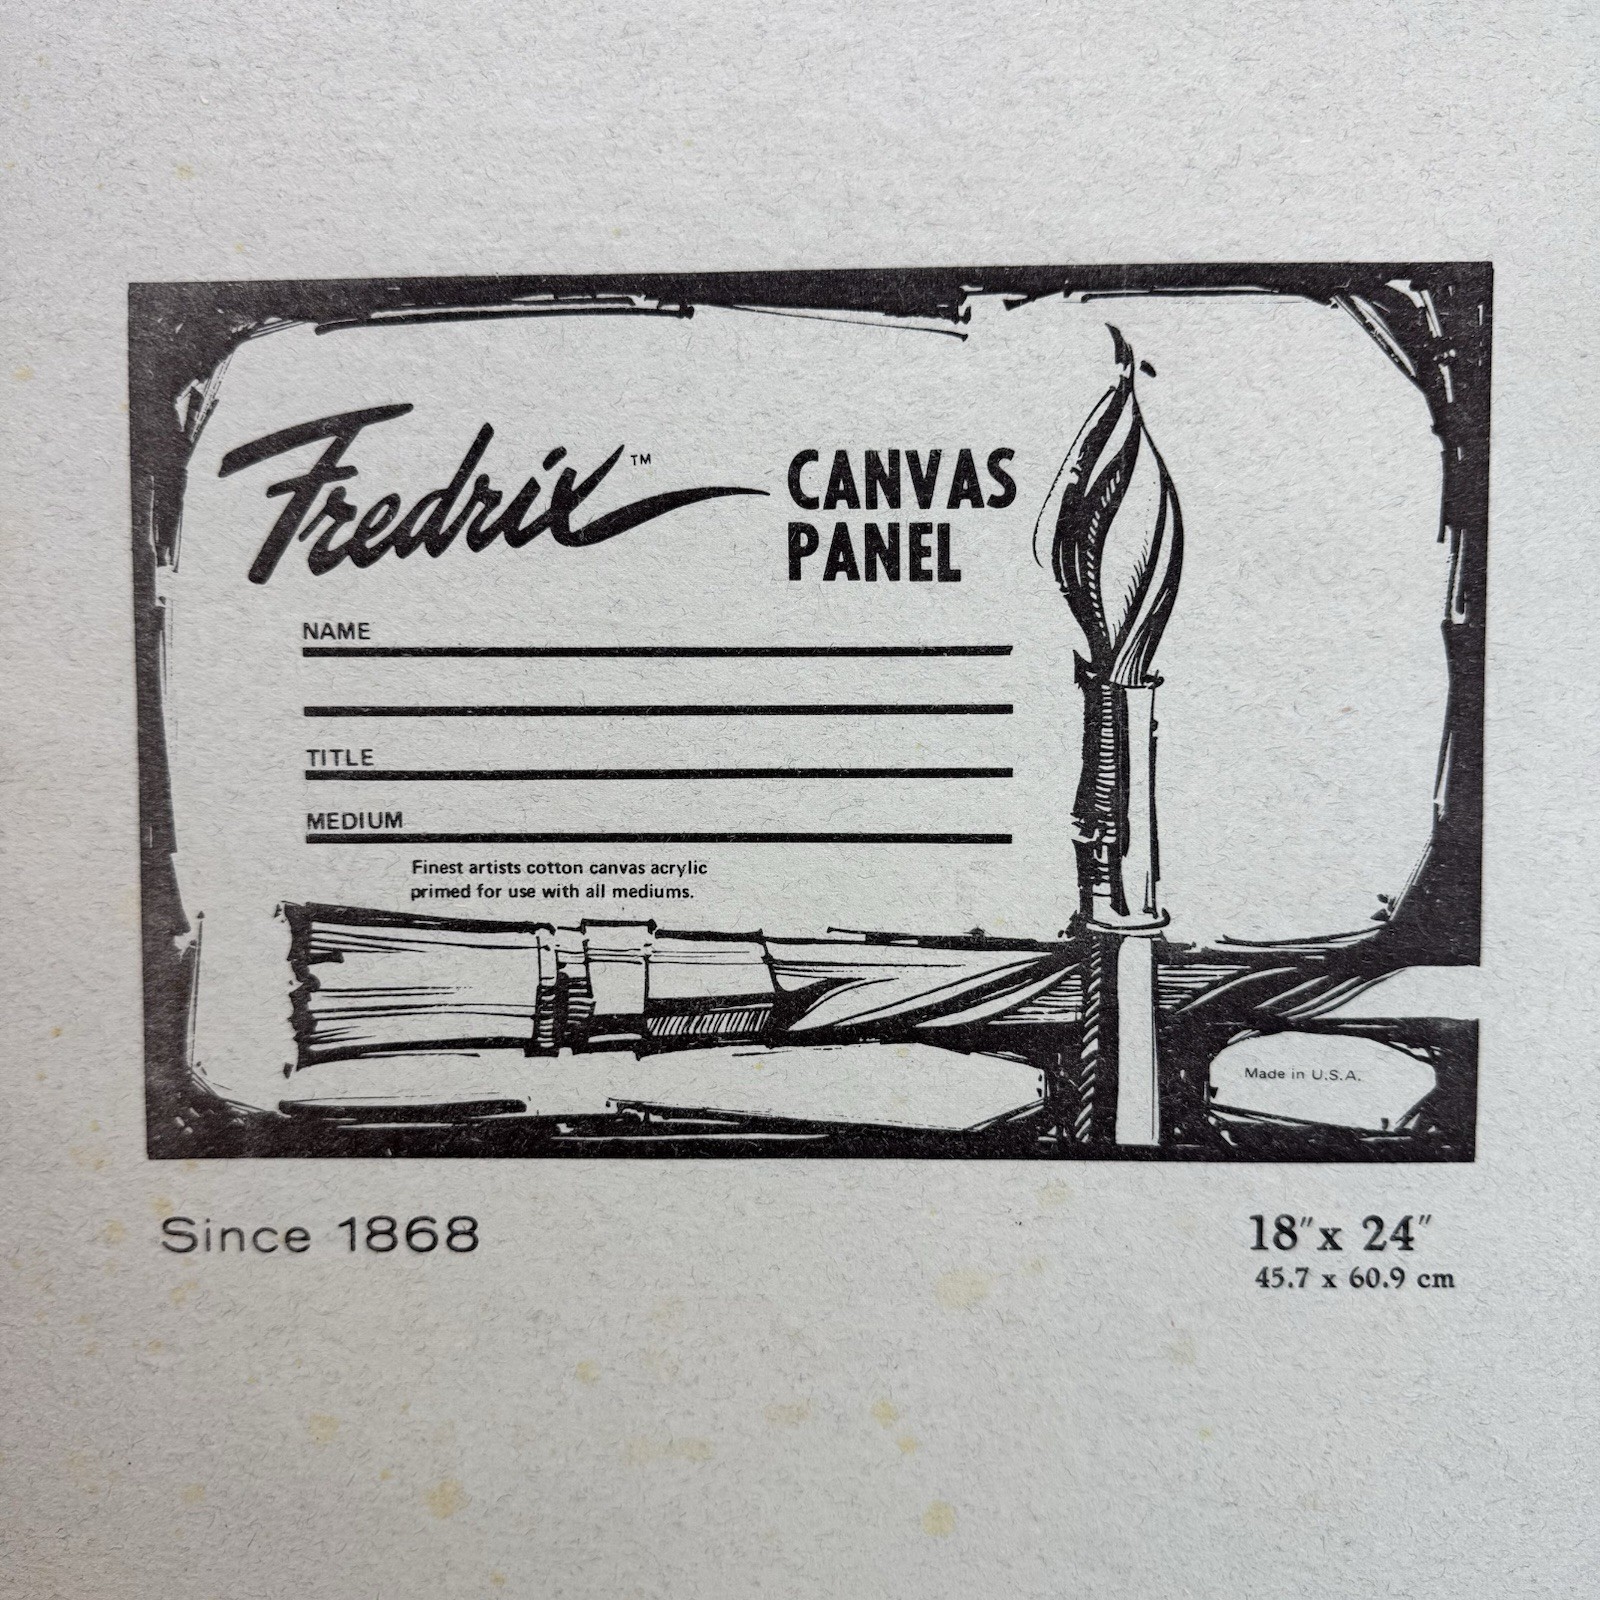 Fredrix™
CANVAS
PANEL
NAME
TITLE
MEDIUM
Finest artists cotton canvas acrylic
primed for use with all mediums.
Made in U.S.A.
Since 1868
18" x 24"
45.7 x 60.9 cm